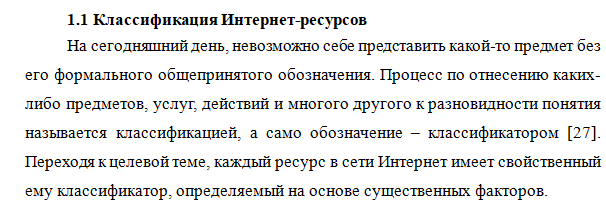 1.1 Классификация Интернет-ресурсов
На сегодняшний день, невозможно себе представить какой-то предмет без
его формального общепринятого обозначения. Процесс по отнесению каких-
либо предметов, услуг, действий и многого другого к разновидности понятия
называется классификацией, а само обозначение – классификатором [27].
Переходя к целевой теме, каждый ресурс в сети Интернет имеет свойственный
ему классификатор, определяемый на основе существенных факторов.